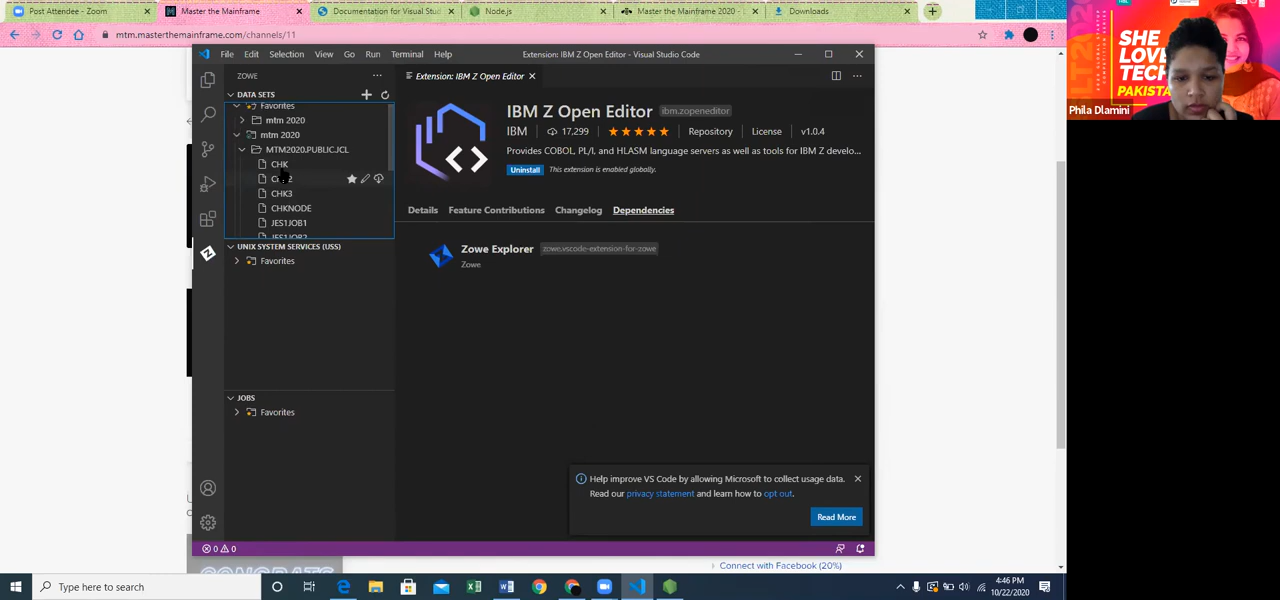 Post Attendee - Zoom
Master the Mainframe
Documentation for Visual Stud
Node.js
Master the Mainframe 2020 -
Downloads
mtm.masterthemainframe.com/channels/11
File Edit Selection View Go Run Terminal Help
Extension: IBM Z Open Editor - Visual Studio Code
ZOWE
Extension: IBM Z Open Editor
DATA SETS
Favorites
mtm 2020
mtm 2020
MTM2020.PUBLIC.JCL
CHK
CHK3
CHKNODE
JES1JOB1
UNIX SYSTEM SERVICES (USS)
Favorites
JOBS
Favorites
IBM Z Open Editor ibm.zopeneditor
IBM 17,299 Repository License v1.0.4
Provides COBOL, PL/I, and HLASM language servers as well as tools for IBM Z develo...
Uninstall This extension is enabled globally.
Details Feature Contributions Changelog Dependencies
Zowe Explorer zowe.vscode-extension-for-zowe
Zowe
Help improve VS Code by allowing Microsoft to collect usage data.
Read our privacy statement and learn how to opt out.
Read More
0 0
Connect with Facebook (20%)
Type here to search
4:46 PM
10/22/2020
SHE
LOVES
TECH
PAKISTA
Phila Dlamini